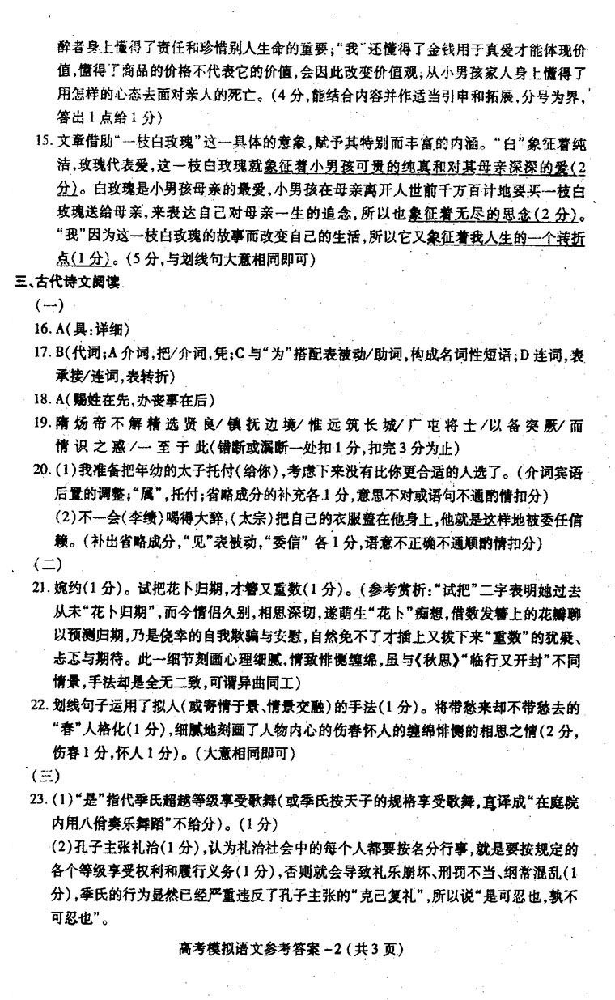 醉者身上懂得了责任和珍惜别人生命的重要;“我”还懂得了金钱用于真爱才能体现价
值,懂得了商品的价格不代表它的价值,会因此改变价值观;从小男孩家人身上懂得了
用怎样的心态去面对亲人的死亡。(4分,能结合内容并作适当引申和拓展,分号为界,
答出1点给1分)
15. 文章借助“一枝白玫瑰”这一具体的意象,赋予其特别而丰富的内涵。“白”象征着纯
洁,玫瑰代表爱,这一枝白玫瑰就象征着小男孩可贵的纯真和对其母亲深深的爱(2
分)。白玫瑰是小男孩母亲的最爱,小男孩在母亲离开人世前千方百计地要买一枝白
玫瑰送给母亲,来表达自己对母亲一生的追念,所以也象征着无尽的思念(2分)。
“我”因为这一枝白玫瑰的故事而改变自己的生活,所以它又象征着我人生的一个转折
点(1分)。(5分,与划线句大意相同即可)
三、古代诗文阅读
(一)
16. A(具:详细)
17. B(代词;A介词,把/介词,凭;C与“为”搭配表被动/助词,构成名词性短语;D连词,表
承接/连词,表转折)
18. A(赐姓在先,办丧事在后)
19. 隋炀帝不解精选贤良/镇抚边境/惟远筑长城/广屯将士/以备突厥/而
情识之惑/一至于此(错断或漏断一处扣1分,扣完3分为止)
20. (1)我准备把年幼的太子托付(给你),考虑下来没有比你更合适的人选了。(介词宾语
后置的调整;“属”,托付;省略成分的补充各1分,意思不对或语句不通酌情扣分)
(2)不一会(李绩)喝得大醉,(太宗)把自己的衣服盖在他身上,他就是这样地被委任信
赖。(补出省略成分,“见”表被动,“委信”各1分,语意不正确不通顺酌情扣分)
(二)
21. 婉约(1分)。试把花卜归期,才簪又重数(1分)。(参考赏析:“试把”二字表明她过去
从未“花卜归期”,而今情侣久别,相思深切,遂萌生“花卜”痴想,借数发簪上的花瓣聊
以预测归期,乃是侥幸的自我欺骗与安慰,自然免不了才插上又拔下来“重数”的犹疑、
忐忑与期待。此一细节刻画心理细腻,情致悱恻缠绵,虽与《秋思》“临行又开封”不同
情景,手法却是全无二致,可谓异曲同工)
22. 划线句子运用了拟人(或寄情于景、情景交融)的手法(1分)。将带愁来却不带愁去的
“春”人格化(1分),细腻地刻画了人物内心的伤春怀人的缠绵悱恻的相思之情(2分,
伤春1分,怀人1分)。(大意相同即可)
(三)
23. (1)“是”指代季氏超越等级享受歌舞(或季氏按天子的规格享受歌舞,直译成“在庭院
内用八佾奏乐舞蹈”不给分)。(1分)
(2)孔子主张礼治(1分),认为礼治社会中的每个人都要按名分行事,就是要按规定的
各个等级享受权利和履行义务(1分),否则就会导致礼乐崩坏、刑罚不当、纲常混乱(1
分),季氏的行为显然已经严重违反了孔子主张的“克己复礼”,所以说“是可忍也,孰不
可忍也”。
高考模拟语文参考答案-2(共3页)